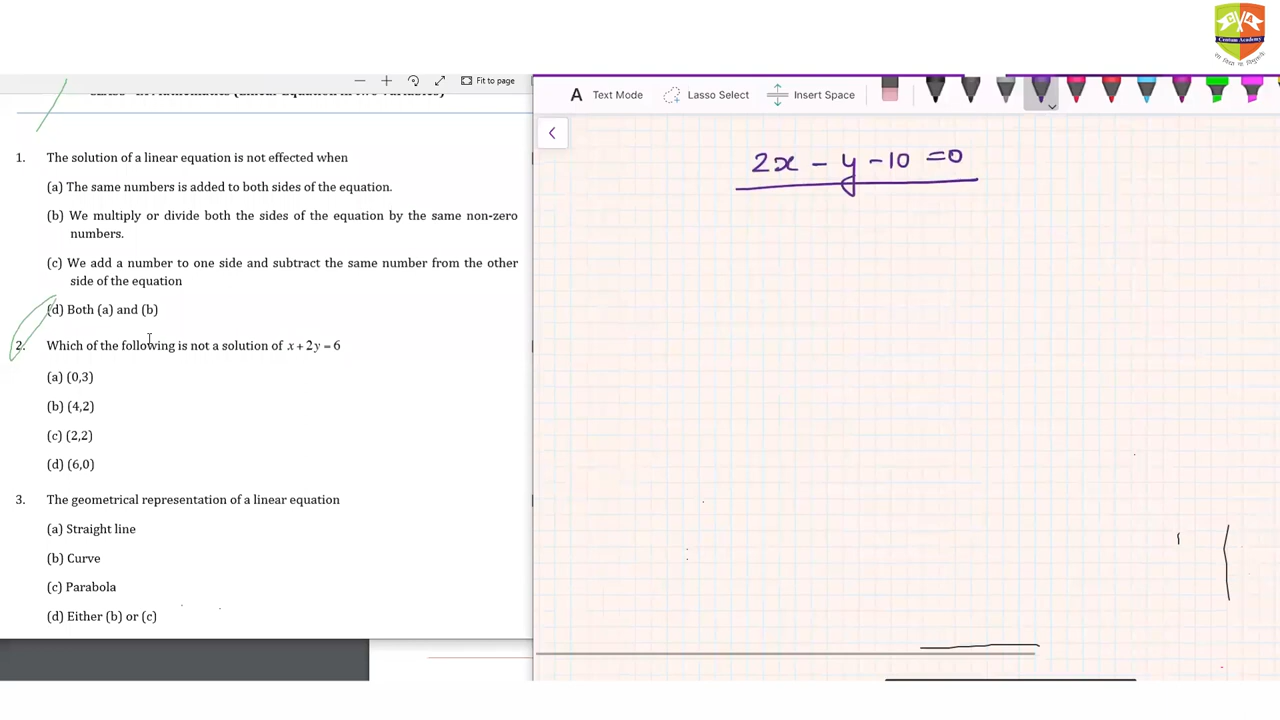 CVA
Centum Academy
Fit to page
A Text Mode Lasso Select Insert Space
1. The solution of a linear equation is not effected when
(a) The same numbers is added to both sides of the equation.
(b) We multiply or divide both the sides of the equation by the same non-zero
numbers.
(c) We add a number to one side and subtract the same number from the other
side of the equation
(d) Both (a) and (b)
2. Which of the following is not a solution of x + 2y = 6
(a) (0,3)
(b) (4,2)
(c) (2,2)
(d) (6,0)
3. The geometrical representation of a linear equation
(a) Straight line
(b) Curve
(c) Parabola
(d) Either (b) or (c)
2x - y - 10 = 0